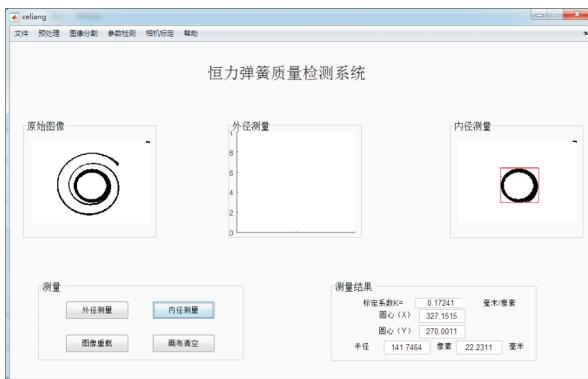 celiang
文件 预处理 图像分割 参数检测 相机标定 帮助
恒力弹簧质量检测系统
原始图像
外径测量
内径测量
1
8
6
4
2
0
测量
外径测量 内径测量
图像重载 画布清空
测量结果
标定系数K= 0.17241 毫米/像素
圆心（X） 327.1515
圆心（Y） 270.0011
半径 141.7464 像素 22.2311 毫米